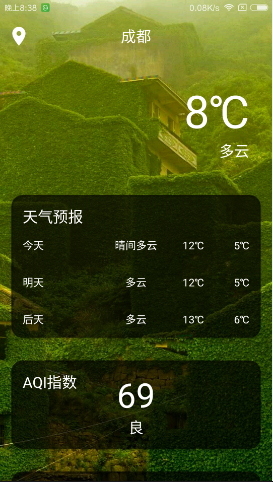 晚上8:38 0.08K/s
成都
8℃
多云
天气预报
今天 晴间多云 12℃ 5℃
明天 多云 12℃ 5℃
后天 多云 13℃ 6℃
AQI指数
69
良